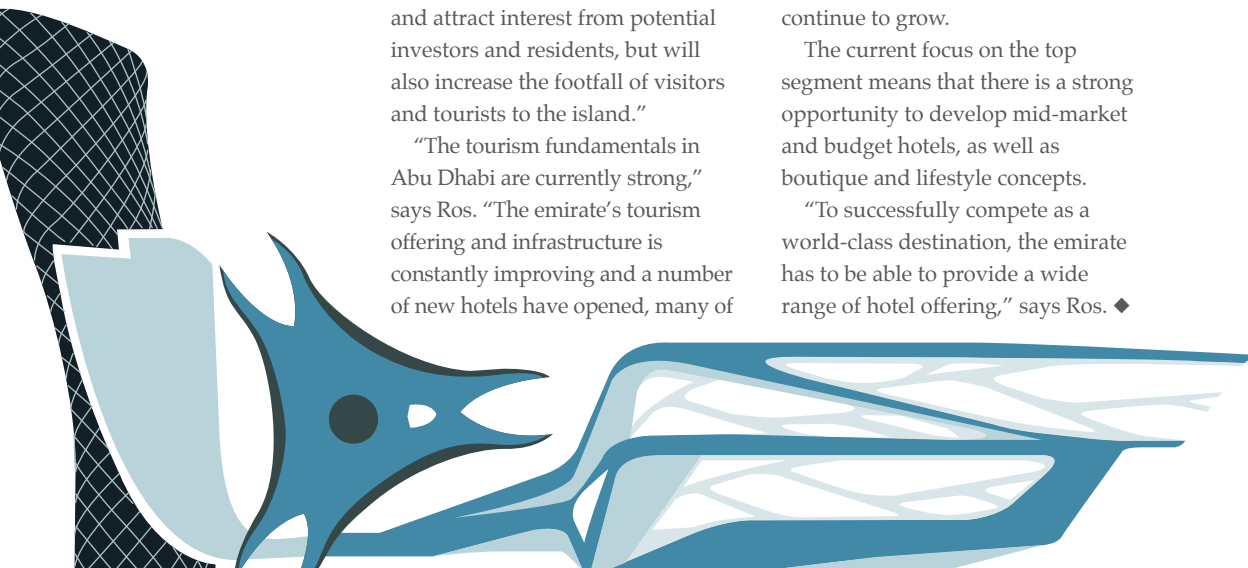 and attract interest from potential
investors and residents, but will
also increase the footfall of visitors
and tourists to the island.”
“The tourism fundamentals in
Abu Dhabi are currently strong,”
says Ros. “The emirate’s tourism
offering and infrastructure is
constantly improving and a number
of new hotels have opened, many of
continue to grow.
The current focus on the top
segment means that there is a strong
opportunity to develop mid-market
and budget hotels, as well as
boutique and lifestyle concepts.
“To successfully compete as a
world-class destination, the emirate
has to be able to provide a wide
range of hotel offering,” says Ros. ◆